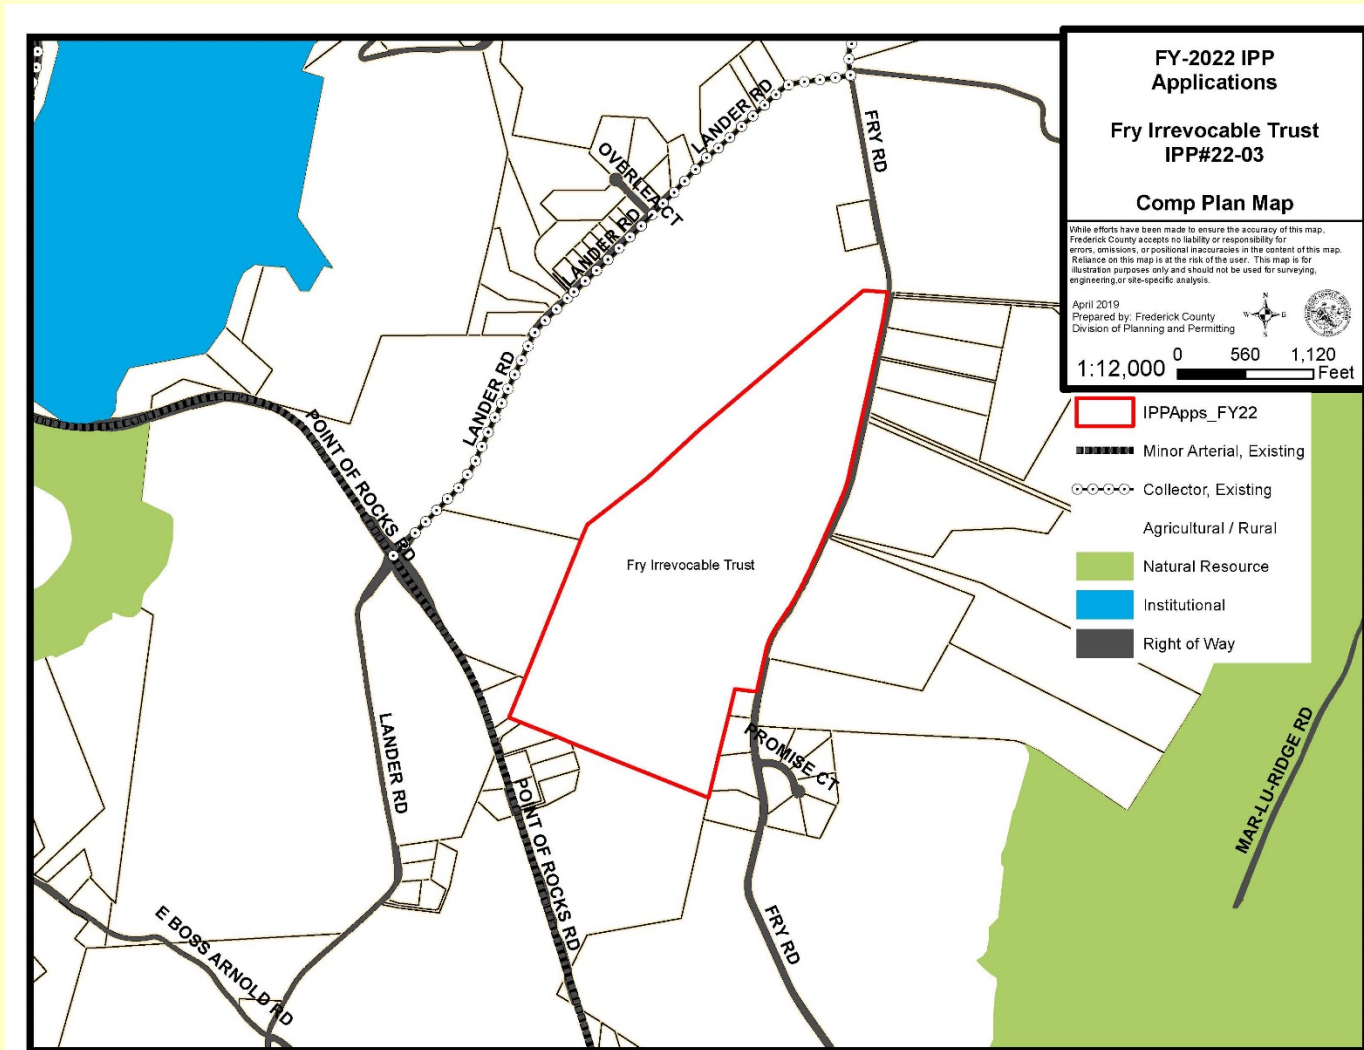 FY-2022 IPP
Applications
Fry Irrevocable Trust
IPP#22-03
Comp Plan Map
While efforts have been made to ensure the accuracy of this map,
Frederick County accepts no liability or responsibility for
errors, omissions, or positional inaccuracies in the content of this map.
Reliance on this map is at the risk of the user. This map is for
illustration purposes only and should not be used for surveying,
engineering,or site-specific analysis.
April 2019
Prepared by: Frederick County
Division of Planning and Permitting
N
W
E
S
1:12,000
0 560 1,120
Feet
IPPApps_FY22
Minor Arterial, Existing
Collector, Existing
Agricultural / Rural
Natural Resource
Institutional
Right of Way
LANDER RD
FRY RD
OVERLEA CT
LANDER RD
LANDER RD
POINT OF ROCKS RD
Fry Irrevocable Trust
LANDER RD
PROMISE CT
POINT OF ROCKS RD
MAR-LU-RIDGE RD
E BOSS ARNOLD RD
FRY RD